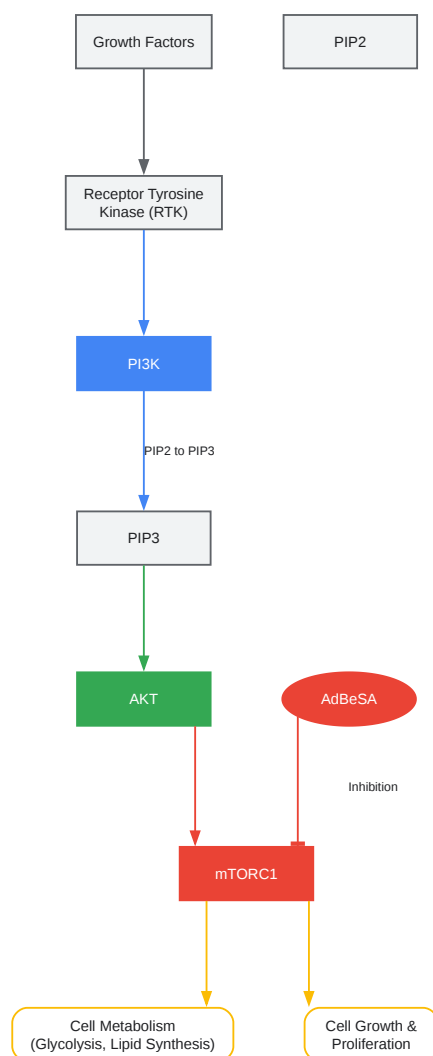 Growth Factors
PIP2
Receptor Tyrosine
Kinase (RTK)
PI3K
PIP2 to PIP3
PIP3
AKT
AdBeSA
Inhibition
mTORC1
Cell Metabolism
(Glycolysis, Lipid Synthesis)
Cell Growth &
Proliferation